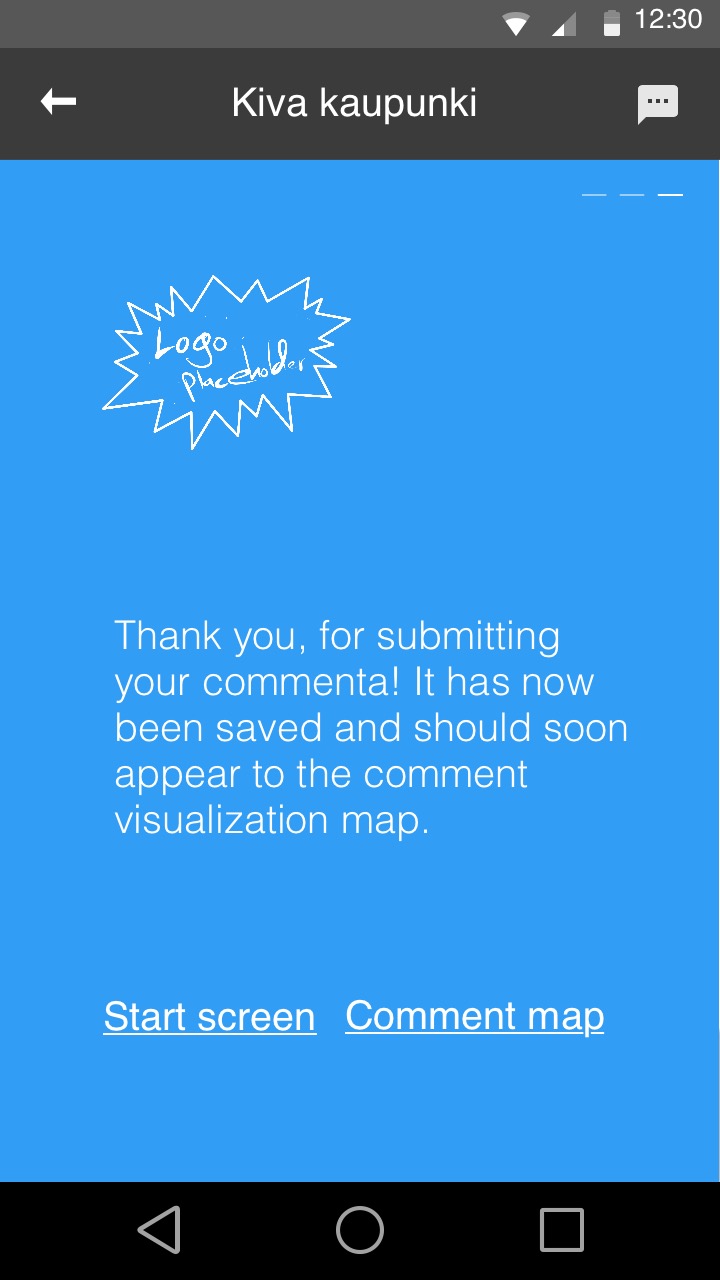 12:30
Kiva kaupunki
Logo
placeholder
Thank you, for submitting
your commenta! It has now
been saved and should soon
appear to the comment
visualization map.
Start screen Comment map